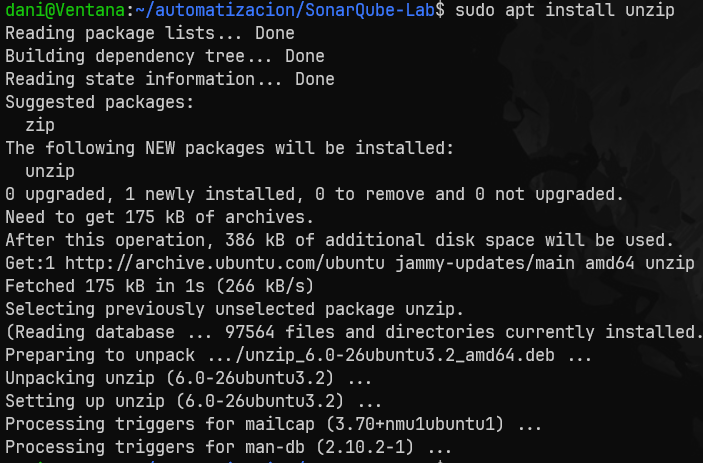 dani@Ventana:~/automatizacion/SonarQube-Lab$ sudo apt install unzip
Reading package lists... Done
Building dependency tree... Done
Reading state information... Done
Suggested packages:
  zip
The following NEW packages will be installed:
  unzip
0 upgraded, 1 newly installed, 0 to remove and 0 not upgraded.
Need to get 175 kB of archives.
After this operation, 386 kB of additional disk space will be used.
Get:1 http://archive.ubuntu.com/ubuntu jammy-updates/main amd64 unzip
Fetched 175 kB in 1s (266 kB/s)
Selecting previously unselected package unzip.
(Reading database ... 97564 files and directories currently installed.
Preparing to unpack .../unzip_6.0-26ubuntu3.2_amd64.deb ...
Unpacking unzip (6.0-26ubuntu3.2) ...
Setting up unzip (6.0-26ubuntu3.2) ...
Processing triggers for mailcap (3.70+nmu1ubuntu1) ...
Processing triggers for man-db (2.10.2-1) ...